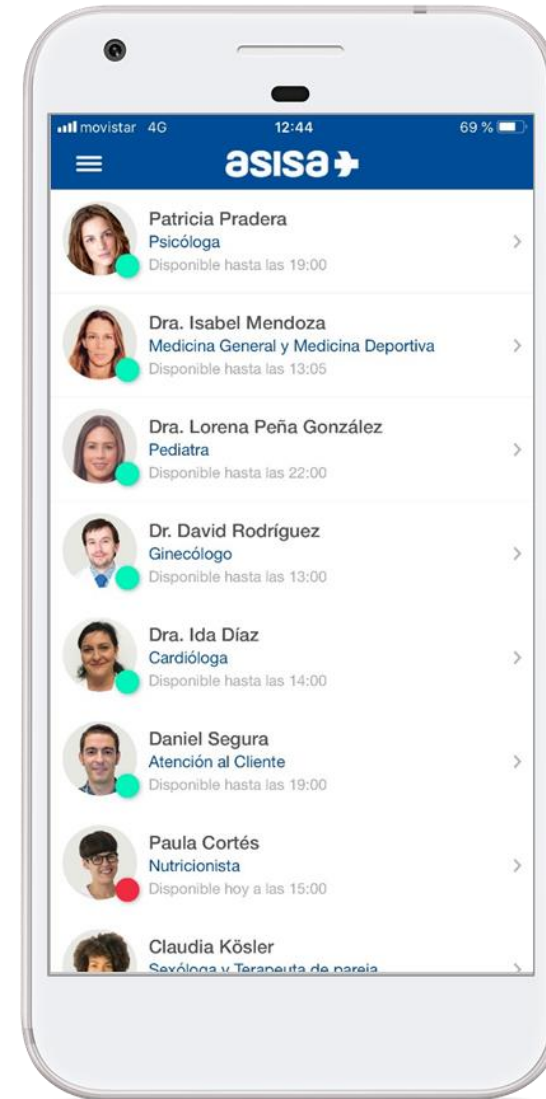 movistar 4G 12:44 69 %
asisa
Patricia Pradera
Psicóloga
Disponible hasta las 19:00
Dra. Isabel Mendoza
Medicina General y Medicina Deportiva
Disponible hasta las 13:05
Dra. Lorena Peña González
Pediatra
Disponible hasta las 22:00
Dr. David Rodríguez
Ginecólogo
Disponible hasta las 13:00
Dra. Ida Díaz
Cardióloga
Disponible hasta las 14:00
Daniel Segura
Atención al Cliente
Disponible hasta las 19:00
Paula Cortés
Nutricionista
Disponible hoy a las 15:00
Claudia Kösler
Sexóloga y Terapeuta de pareja